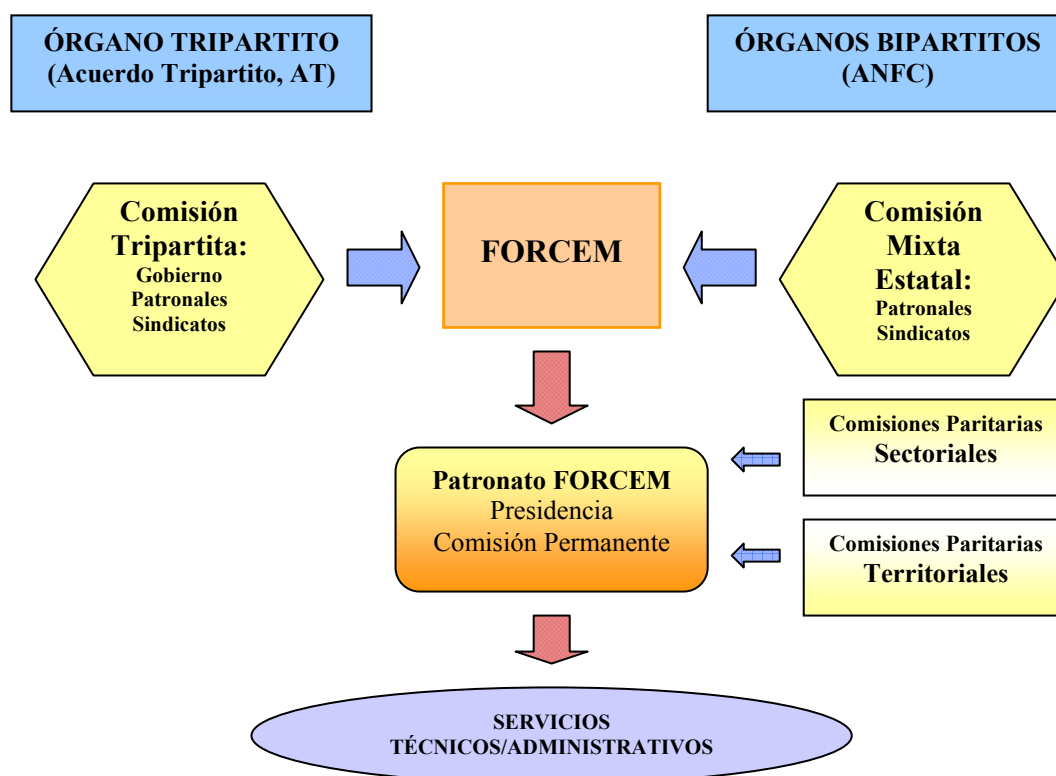 ÓRGANO TRIPARTITO
(Acuerdo Tripartito, AT)
ÓRGANOS BIPARTITOS
(ANFC)
Comisión
Tripartita:
Gobierno
Patronales
Sindicatos
FORCEM
Comisión
Mixta
Estatal:
Patronales
Sindicatos
Comisiones Paritarias
Sectoriales
Patronato FORCEM
Presidencia
Comisión Permanente
Comisiones Paritarias
Territoriales
SERVICIOS
TÉCNICOS/ADMINISTRATIVOS